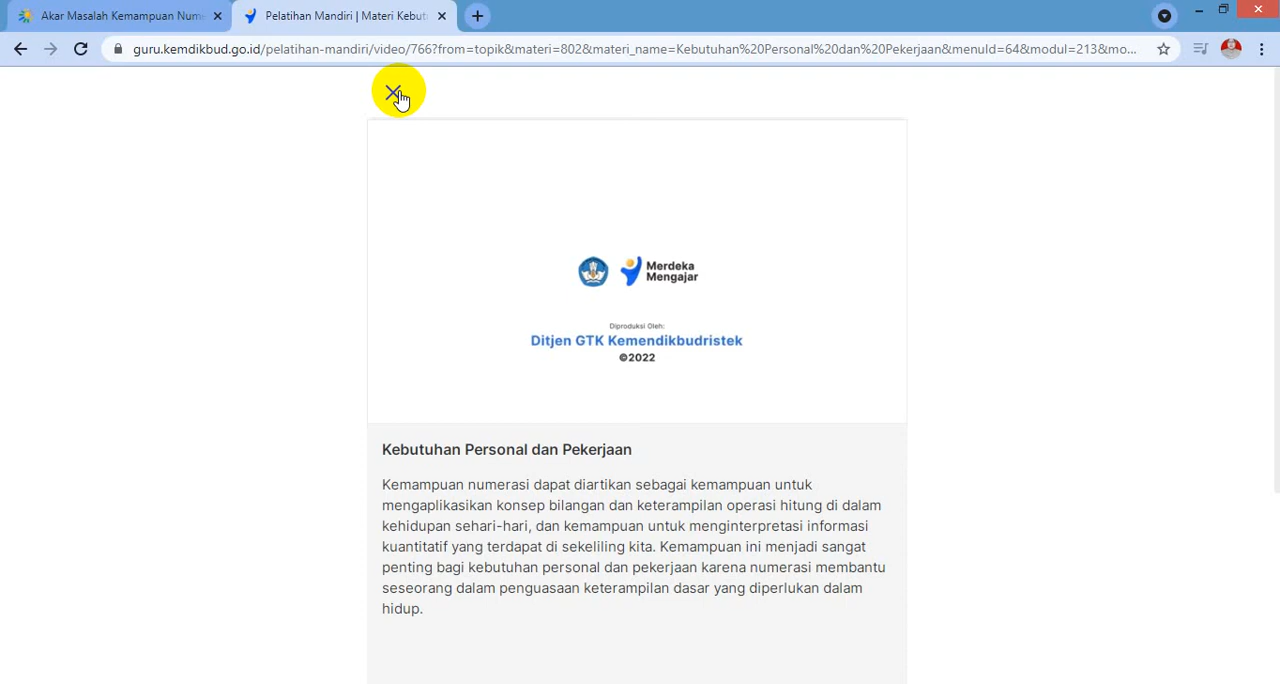 Akar Masalah Kemampuan Num
Pelatihan Mandiri | Materi Kebut
guru.kemdikbud.go.id/pelatihan-mandiri/video/766?from=topik&materi=802&materi_name=Kebutuhan%20Personal%20dan%20Pekerjaan&menuId=64&modul=213&mo...
Merdeka
Mengajar
Diproduksi Oleh:
Ditjen GTK Kemendikbudristek
©2022
Kebutuhan Personal dan Pekerjaan
Kemampuan numerasi dapat diartikan sebagai kemampuan untuk
mengaplikasikan konsep bilangan dan keterampilan operasi hitung di dalam
kehidupan sehari-hari, dan kemampuan untuk menginterpretasi informasi
kuantitatif yang terdapat di sekeliling kita. Kemampuan ini menjadi sangat
penting bagi kebutuhan personal dan pekerjaan karena numerasi membantu
seseorang dalam penguasaan keterampilan dasar yang diperlukan dalam
hidup.